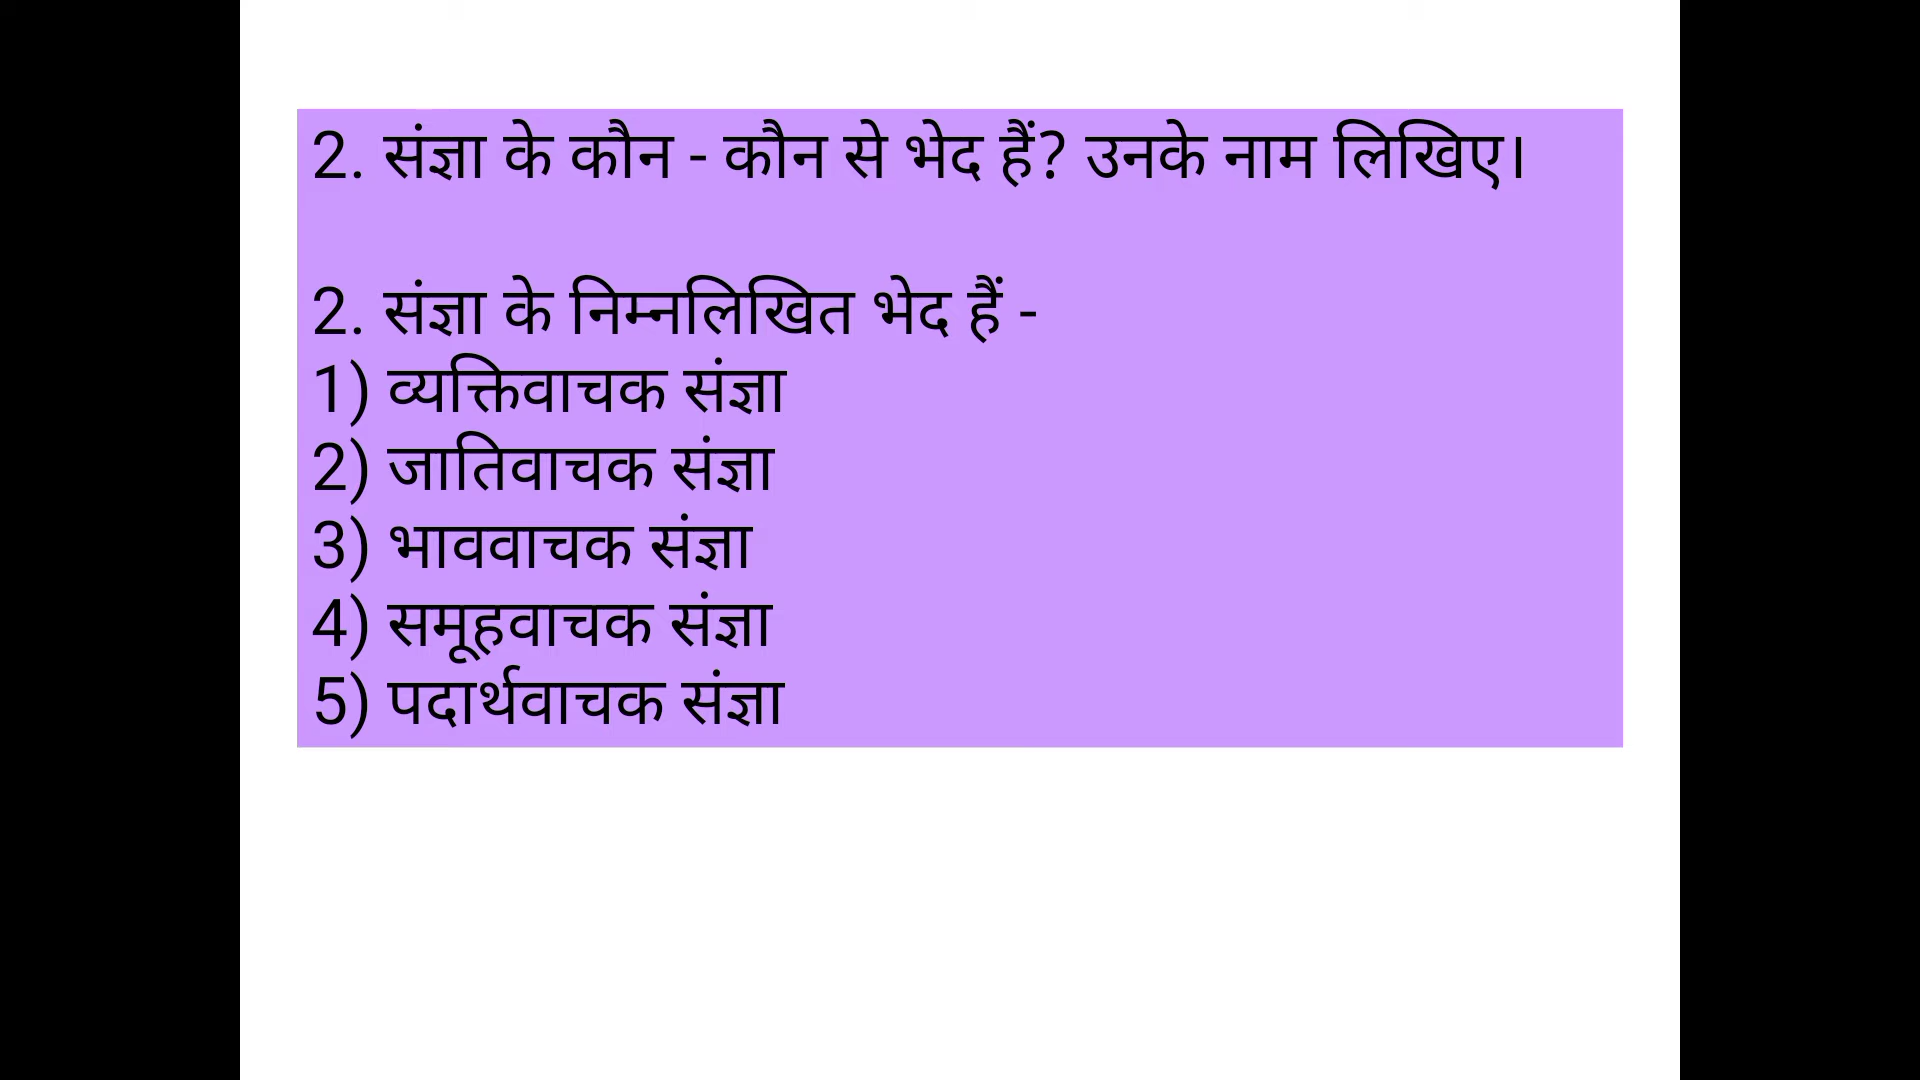 2. संज्ञा के कौन - कौन से भेद हैं? उनके नाम लिखिए।
2. संज्ञा के निम्नलिखित भेद हैं -
1) व्यक्तिवाचक संज्ञा
2) जातिवाचक संज्ञा
3) भाववाचक संज्ञा
4) समूहवाचक संज्ञा
5) पदार्थवाचक संज्ञा